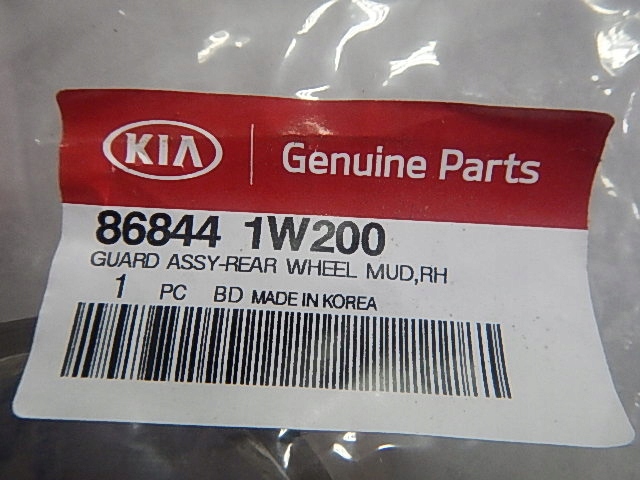 KIA Genuine Parts
86844 1W200
GUARD ASSY-REAR WHEEL MUD,RH
1 PC BD MADE IN KOREA